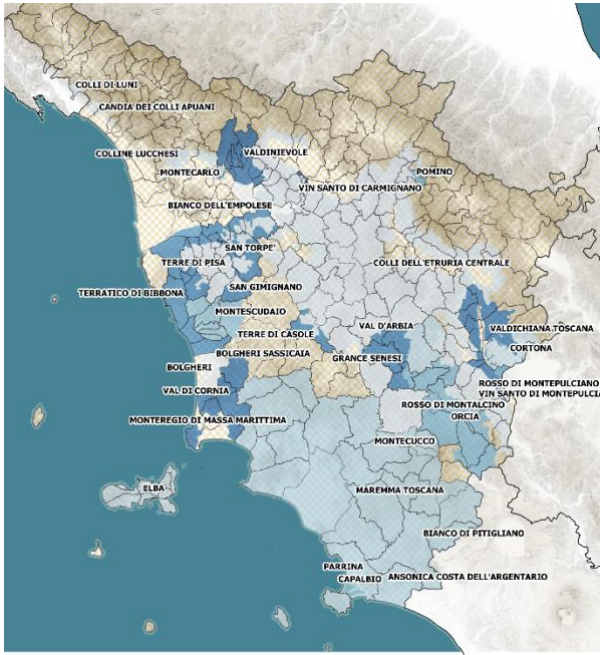 COLLI DI LUNI
CANDIA DEI COLLI APUANI
COLLINE LUCCHESI
VALDINIEVOLE
MONTECARLO
POMINO
VIN SANTO DI CARMIGNANO
BIANCO DELL'EMPOLESE
SAN TORPE'
TERRE DI PISA
COLLI DELL'ETRURIA CENTRALE
SAN GIMIGNANO
TERRATICO DI BIBBONA
MONTESCUDAIO
VAL D'ARBIA
VALDICHIANA TOSCANA
TERRE DI CASOLE
CORTONA
BOLGHERI SASSICAIA
GRANCE SENESI
BOLGHERI
ROSSO DI MONTEPULCIANO
VAL DI CORNIA
VIN SANTO DI MONTEPULCIA
ROSSO DI MONTALCINO
ORCIA
MONTEREGIO DI MASSA MARITTIMA
MONTECUCCO
ELBA
MAREMMA TOSCANA
BIANCO DI PITIGLIANO
PARRINA
CAPALBIO
ANSONICA COSTA DELL'ARGENTARIO